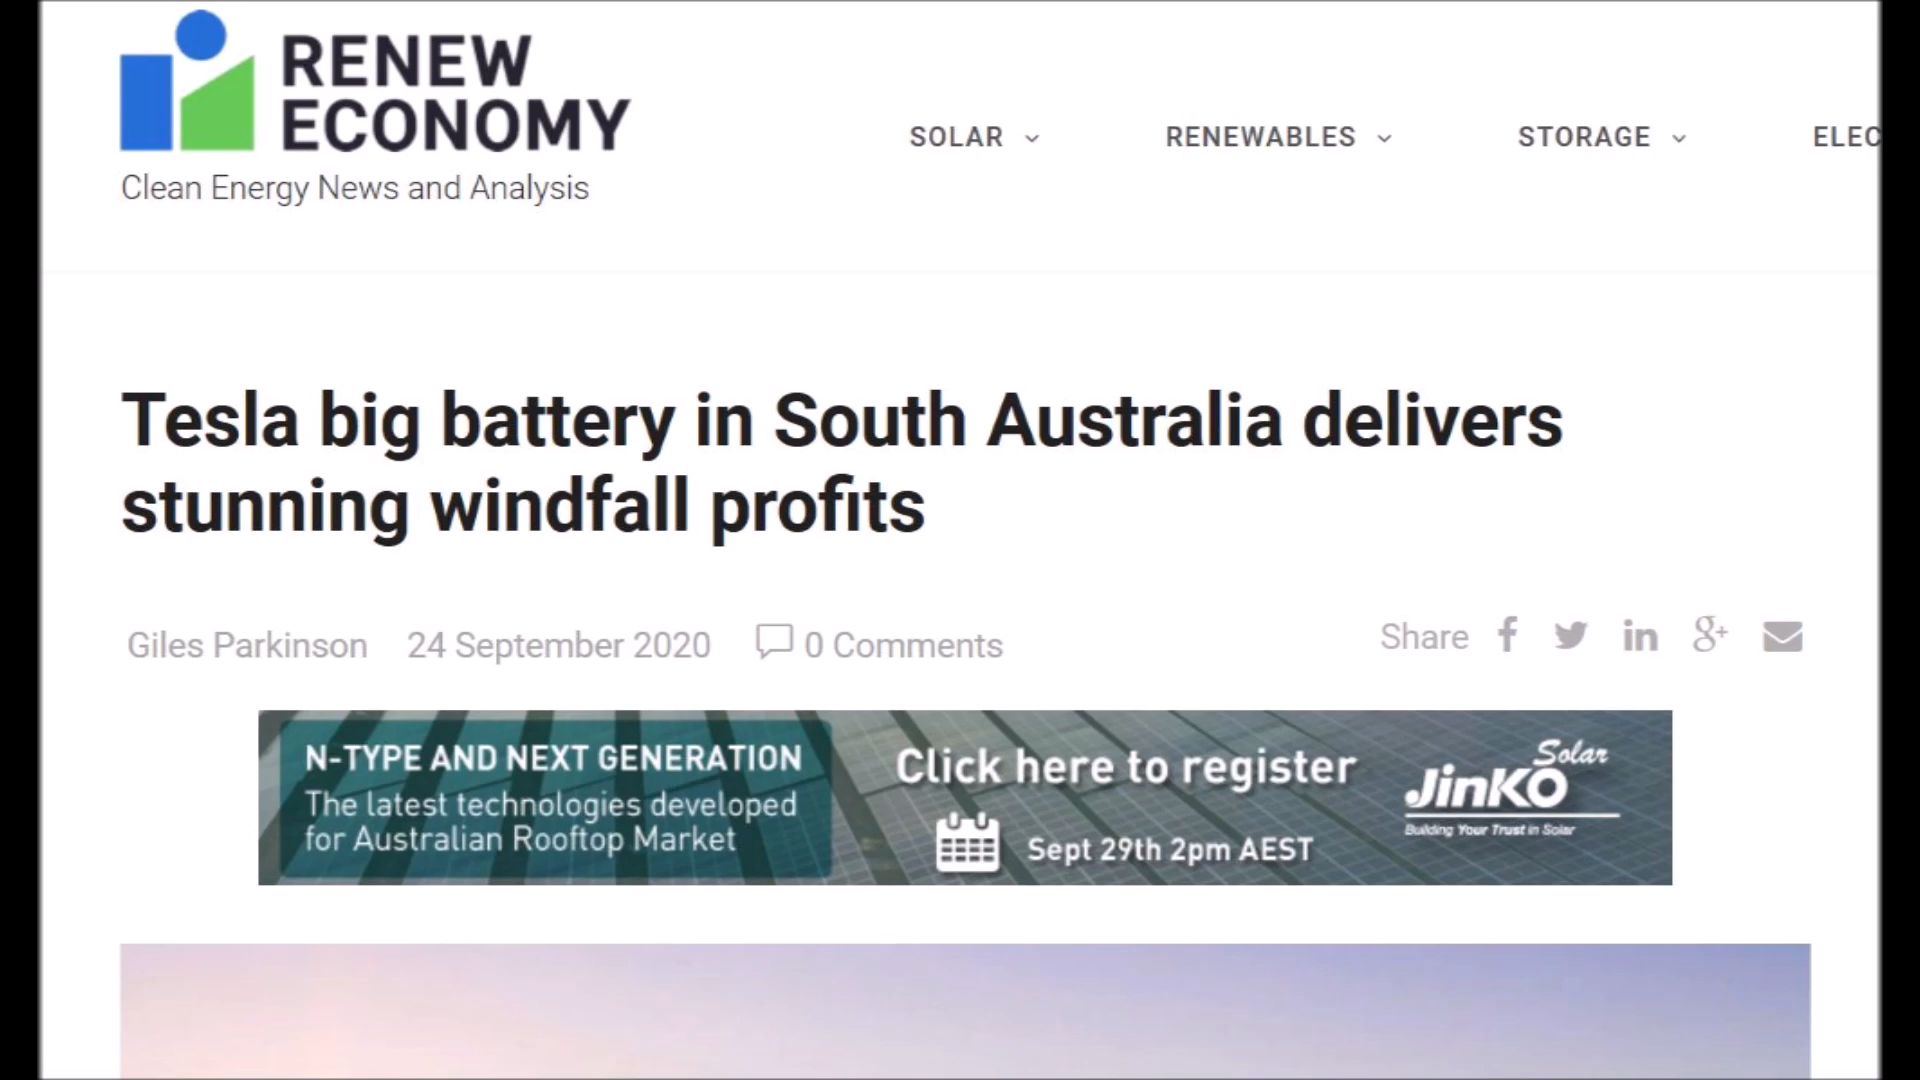 RENEW
ECONOMY
Clean Energy News and Analysis
SOLAR
RENEWABLES
STORAGE
ELEC
Tesla big battery in South Australia delivers
stunning windfall profits
Giles Parkinson 24 September 2020 0 Comments
Share
N-TYPE AND NEXT GENERATION
The latest technologies developed
for Australian Rooftop Market
Click here to register
Sept 29th 2pm AEST
Solar
JinKO
Building Your Trust in Solar